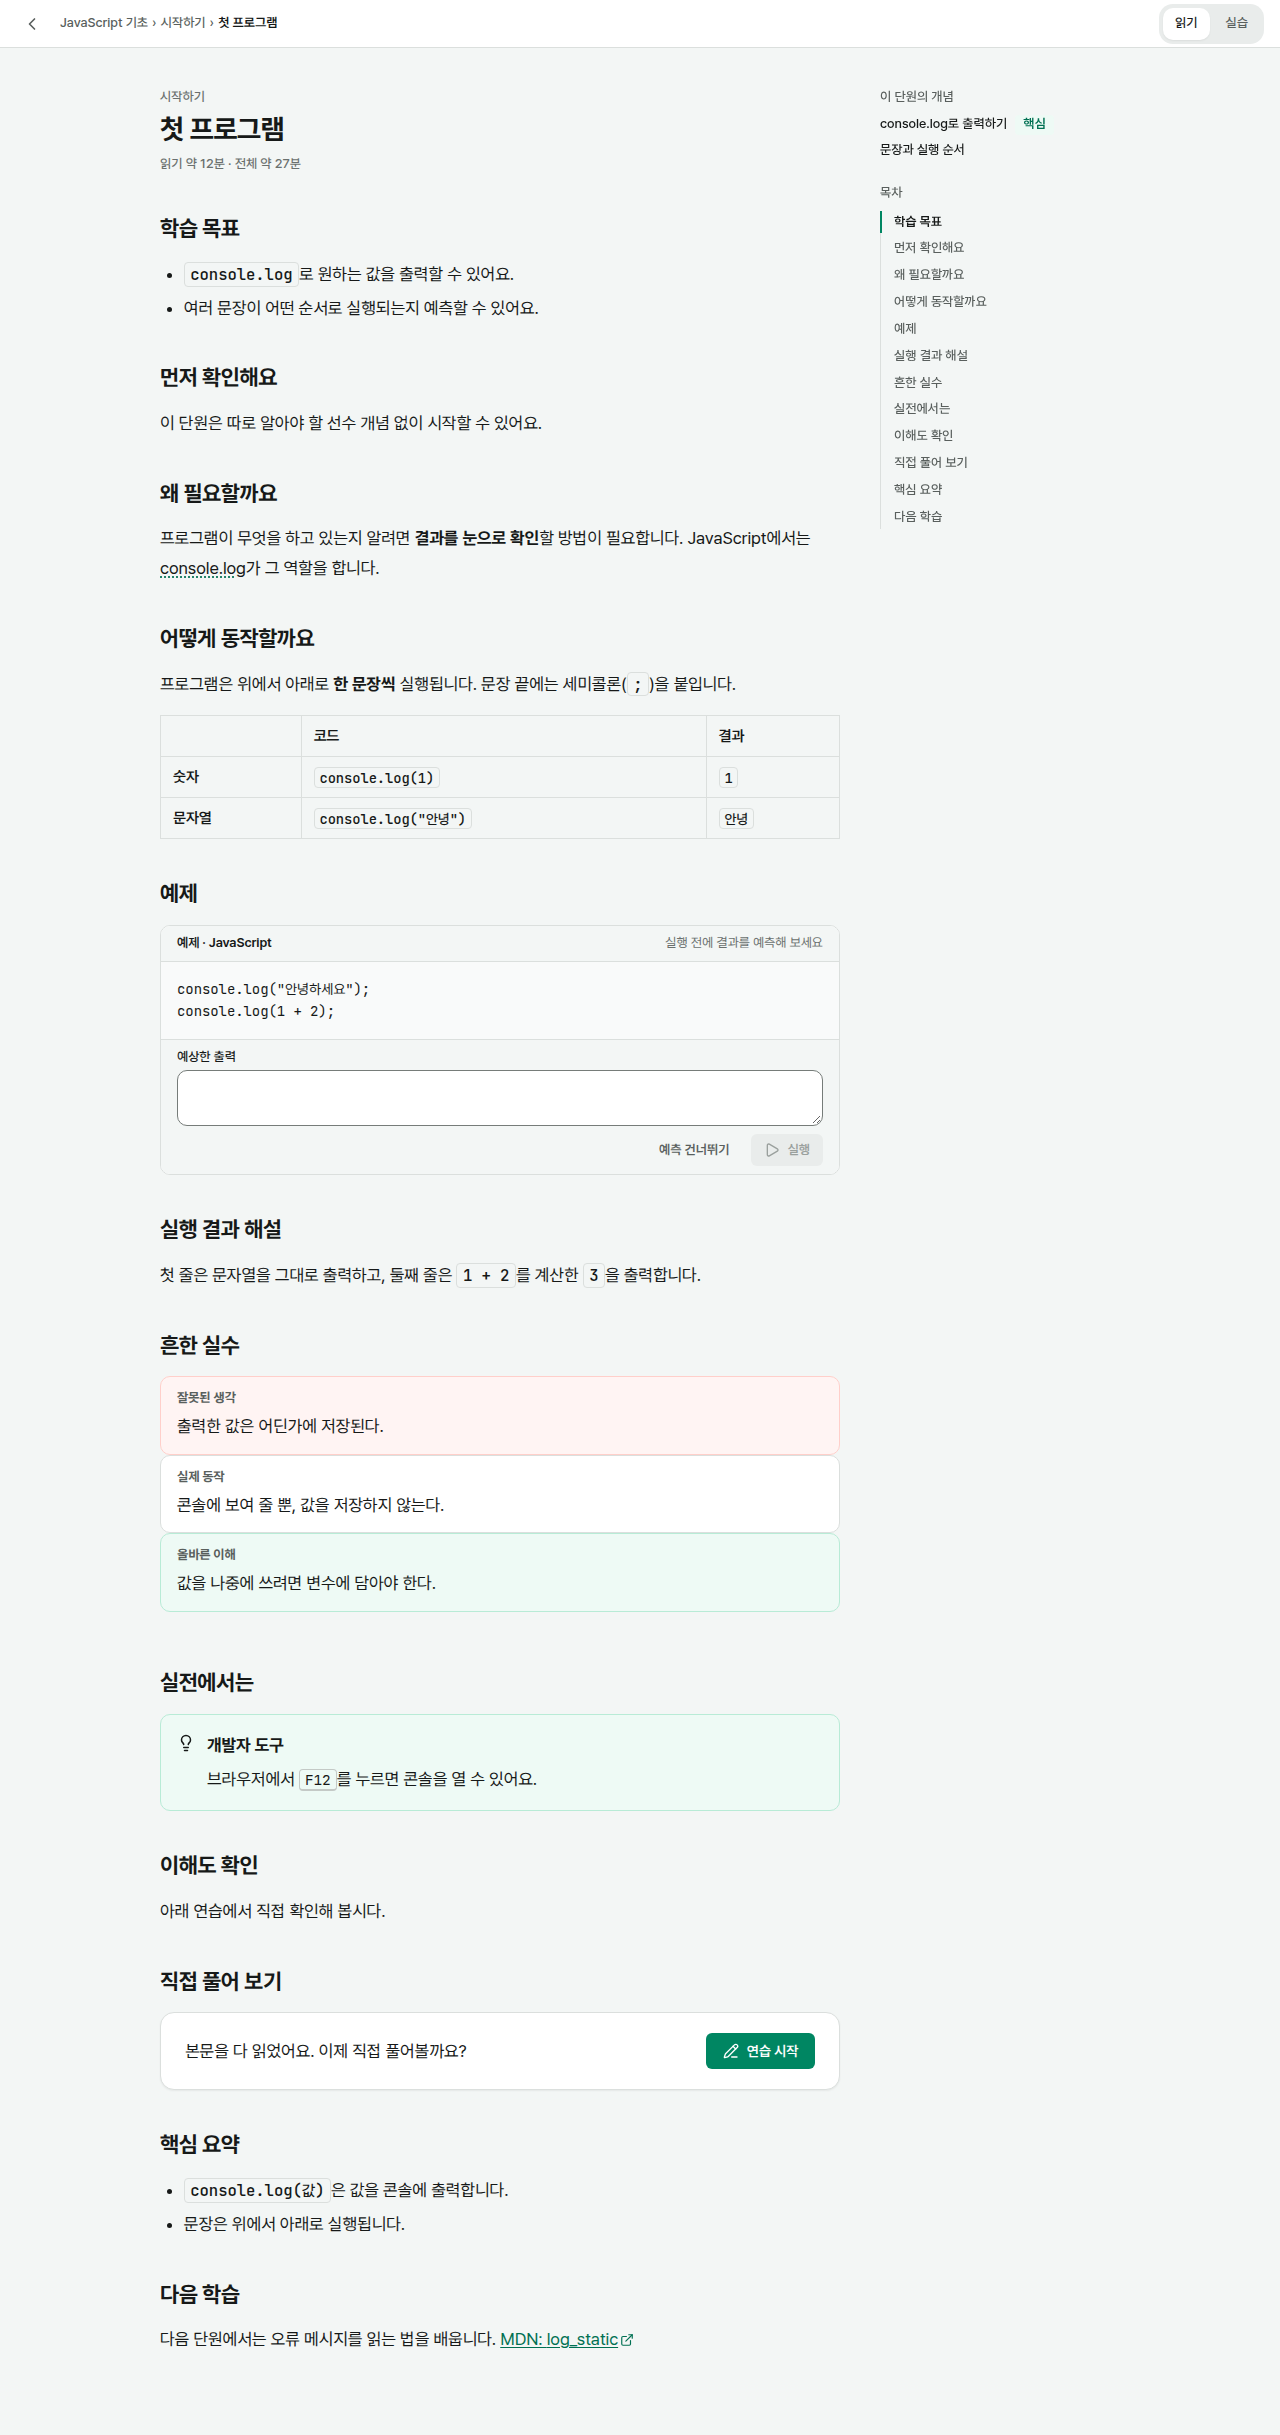 JavaScript 기초 › 시작하기 › 첫 프로그램
읽기 실습
시작하기
첫 프로그램
읽기 약 12분 · 전체 약 27분
학습 목표
• console.log로 원하는 값을 출력할 수 있어요.
• 여러 문장이 어떤 순서로 실행되는지 예측할 수 있어요.
먼저 확인해요
이 단원은 따로 알아야 할 선수 개념 없이 시작할 수 있어요.
왜 필요할까요
프로그램이 무엇을 하고 있는지 알려면 결과를 눈으로 확인할 방법이 필요합니다. JavaScript에서는
console.log가 그 역할을 합니다.
어떻게 동작할까요
프로그램은 위에서 아래로 한 문장씩 실행됩니다. 문장 끝에는 세미콜론( ; )을 붙입니다.
코드 결과
숫자 console.log(1) 1
문자열 console.log("안녕") 안녕
예제
예제 · JavaScript 실행 전에 결과를 예측해 보세요
console.log("안녕하세요");
console.log(1 + 2);
예상한 출력
예측 건너뛰기 실행
실행 결과 해설
첫 줄은 문자열을 그대로 출력하고, 둘째 줄은 1 + 2를 계산한 3을 출력합니다.
흔한 실수
잘못된 생각
출력한 값은 어딘가에 저장된다.
실제 동작
콘솔에 보여 줄 뿐, 값을 저장하지 않는다.
올바른 이해
값을 나중에 쓰려면 변수에 담아야 한다.
실전에서는
개발자 도구
브라우저에서 F12를 누르면 콘솔을 열 수 있어요.
이해도 확인
아래 연습에서 직접 확인해 봅시다.
직접 풀어 보기
본문을 다 읽었어요. 이제 직접 풀어볼까요? 연습 시작
핵심 요약
• console.log(값)은 값을 콘솔에 출력합니다.
• 문장은 위에서 아래로 실행됩니다.
다음 학습
다음 단원에서는 오류 메시지를 읽는 법을 배웁니다. MDN: log_static
이 단원의 개념
console.log로 출력하기 핵심
문장과 실행 순서
목차
학습 목표
먼저 확인해요
왜 필요할까요
어떻게 동작할까요
예제
실행 결과 해설
흔한 실수
실전에서는
이해도 확인
직접 풀어 보기
핵심 요약
다음 학습